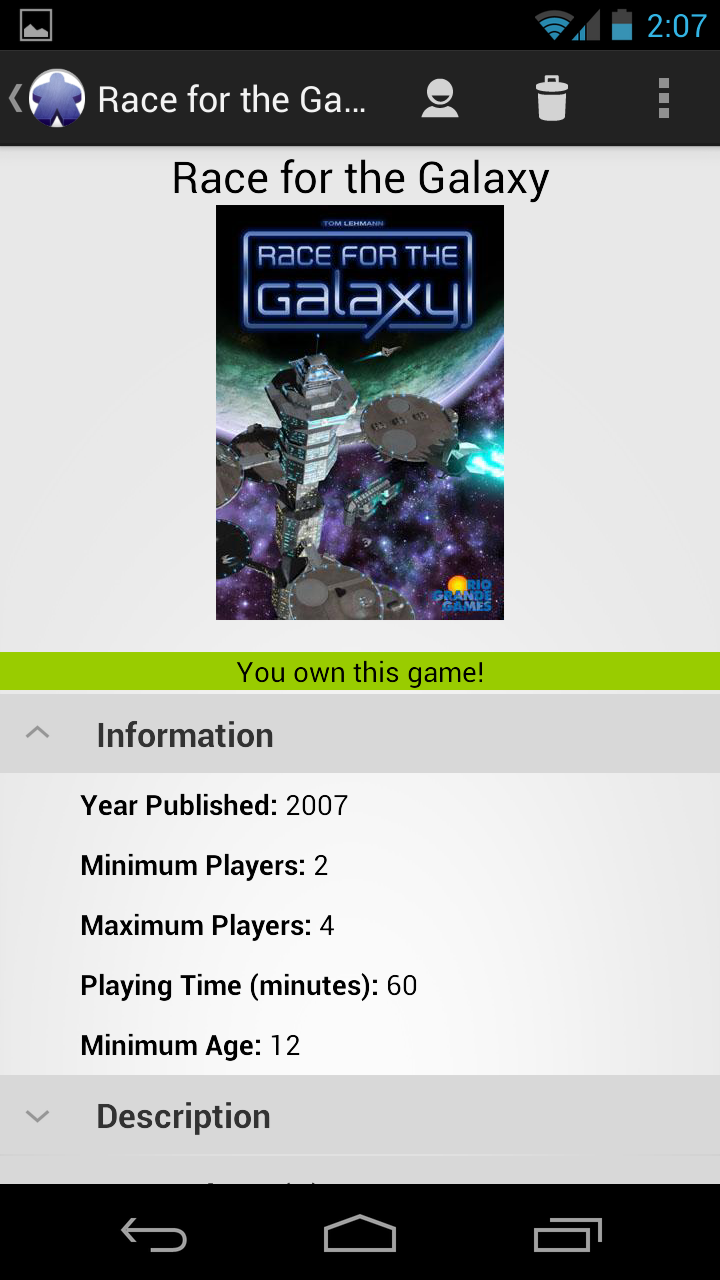 2:07
Race for the Ga...
Race for the Galaxy
TOM LEHMANN
RACE FOR THE
GALAXY
RIO
GRANDE
GAMES
You own this game!
Information
Year Published: 2007
Minimum Players: 2
Maximum Players: 4
Playing Time (minutes): 60
Minimum Age: 12
Description